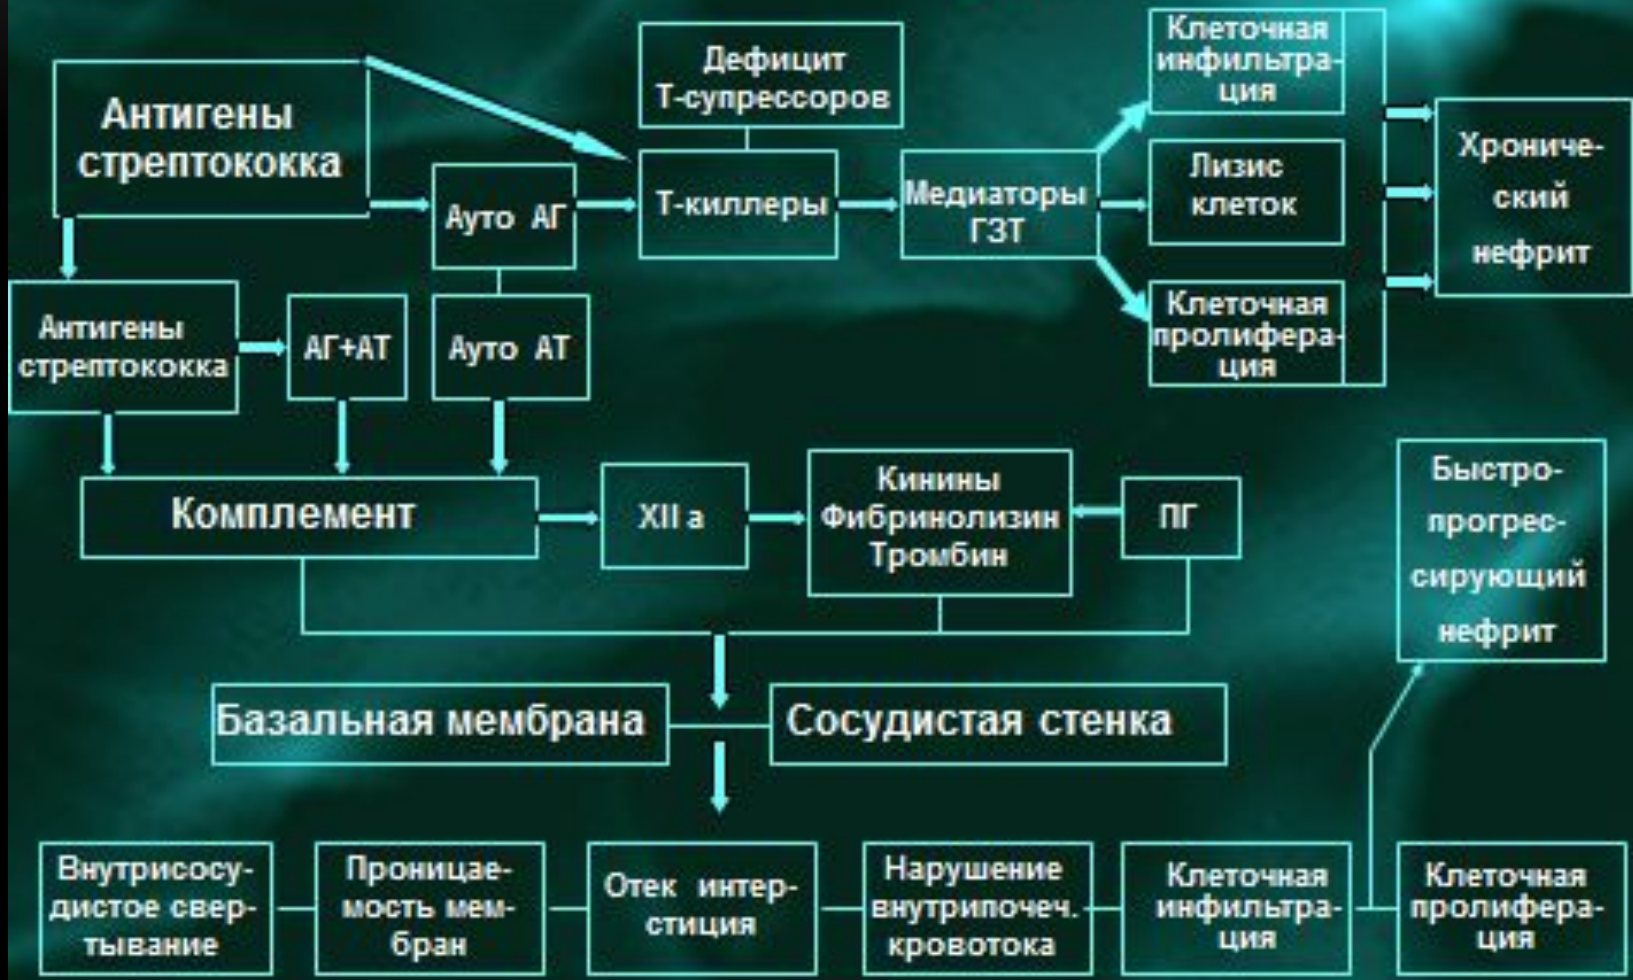 Антигены
стрептококка
Дефицит
Т-супрессоров
Клеточная
инфильтра-
ция
Ауто АГ
Т-киллеры
Медиаторы
ГЗТ
Лизис
клеток
Хрониче-
ский
нефрит
Клеточная
пролифера-
ция
Антигены
стрептококка
АГ+АТ
Ауто АТ
Комплемент
XII а
Кинины
Фибринолизин
Тромбин
ПГ
Быстро-
прогрес-
сирующий
нефрит
Базальная мембрана
Сосудистая стенка
Внутрисосу-
дистое свер-
тывание
Проницае-
мость мем-
бран
Отек интер-
стиция
Нарушение
внутрипочеч.
кровотока
Клеточная
инфильтра-
ция
Клеточная
пролифера-
ция